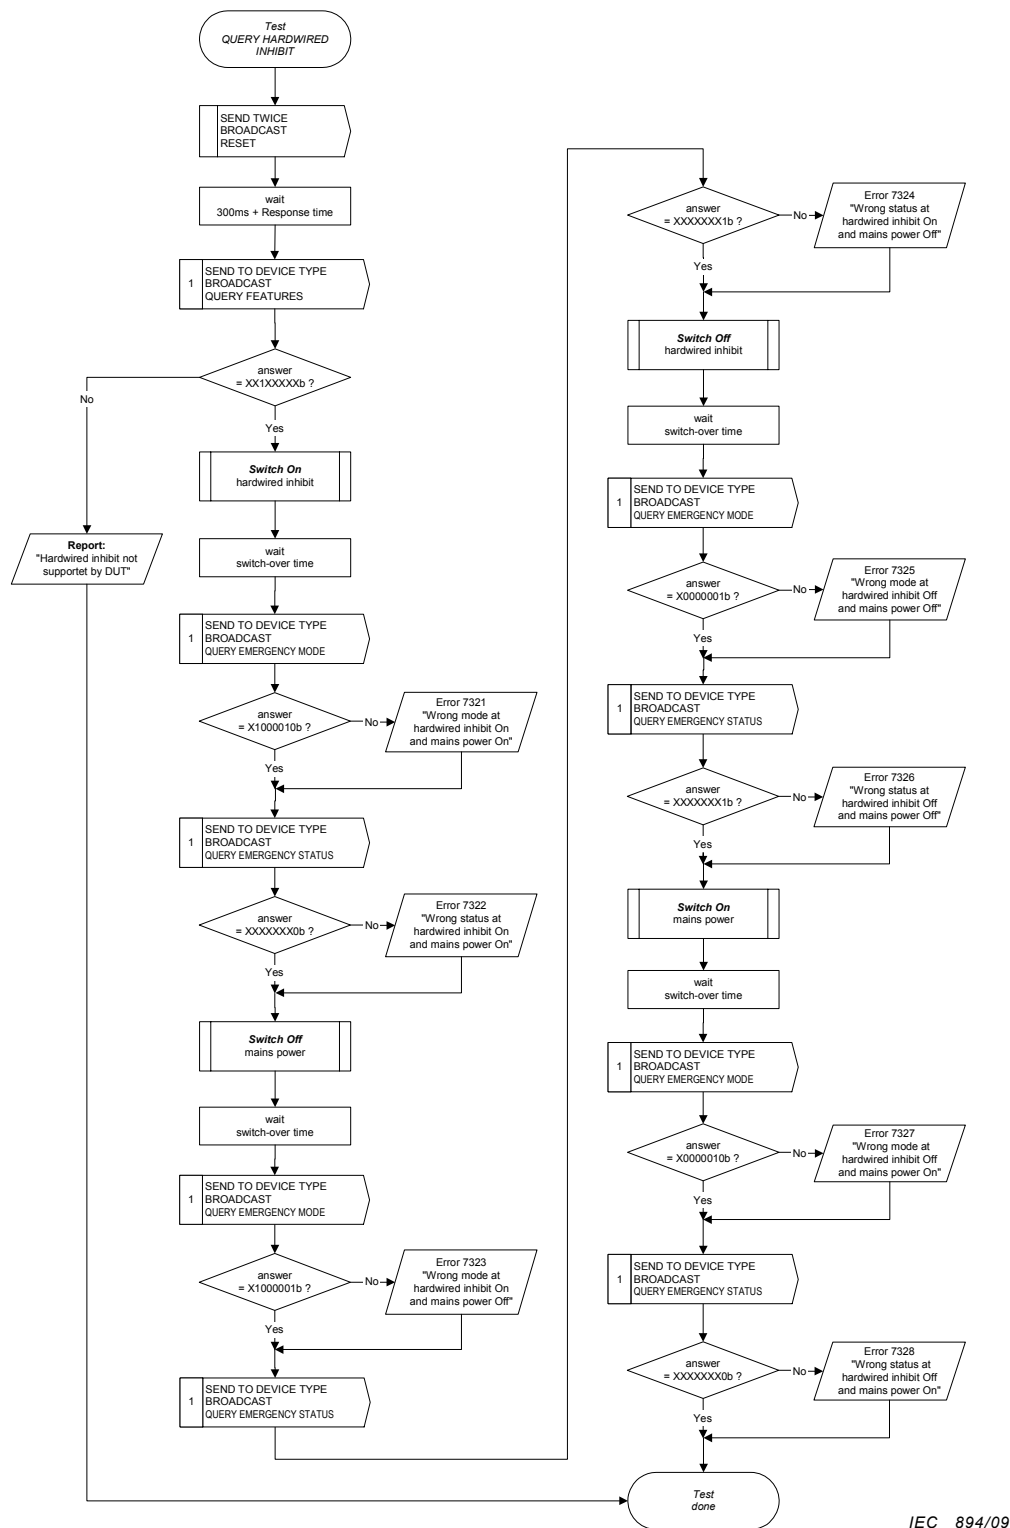 Test
QUERY HARDWIRED
INHIBIT
SEND TWICE
BROADCAST
RESET
wait
300ms + Response time
1
SEND TO DEVICE TYPE
BROADCAST
QUERY FEATURES
answer
= XX1XXXXXb ?
No
Yes
Switch On
hardwired inhibit
Report:
"Hardwired inhibit not
supportet by DUT"
wait
switch-over time
1
SEND TO DEVICE TYPE
BROADCAST
QUERY EMERGENCY MODE
answer
= X1000010b ?
No
Error 7321
"Wrong mode at
hardwired inhibit On
and mains power On"
Yes
1
SEND TO DEVICE TYPE
BROADCAST
QUERY EMERGENCY STATUS
answer
= XXXXXXX0b ?
No
Error 7322
"Wrong status at
hardwired inhibit On
and mains power On"
Yes
Switch Off
mains power
wait
switch-over time
1
SEND TO DEVICE TYPE
BROADCAST
QUERY EMERGENCY MODE
answer
= X1000001b ?
No
Error 7323
"Wrong mode at
hardwired inhibit On
and mains power Off"
Yes
1
SEND TO DEVICE TYPE
BROADCAST
QUERY EMERGENCY STATUS
answer
= XXXXXXX1b ?
No
Error 7324
"Wrong status at
hardwired inhibit On
and mains power Off"
Yes
Switch Off
hardwired inhibit
wait
switch-over time
1
SEND TO DEVICE TYPE
BROADCAST
QUERY EMERGENCY MODE
answer
= X0000001b ?
No
Error 7325
"Wrong mode at
hardwired inhibit Off
and mains power Off"
Yes
1
SEND TO DEVICE TYPE
BROADCAST
QUERY EMERGENCY STATUS
answer
= XXXXXXX1b ?
No
Error 7326
"Wrong status at
hardwired inhibit Off
and mains power Off"
Yes
Switch On
mains power
wait
switch-over time
1
SEND TO DEVICE TYPE
BROADCAST
QUERY EMERGENCY MODE
answer
= X0000010b ?
No
Error 7327
"Wrong mode at
hardwired inhibit Off
and mains power On"
Yes
1
SEND TO DEVICE TYPE
BROADCAST
QUERY EMERGENCY STATUS
answer
= XXXXXXX0b ?
No
Error 7328
"Wrong status at
hardwired inhibit Off
and mains power On"
Yes
Test
done
IEC 894/09